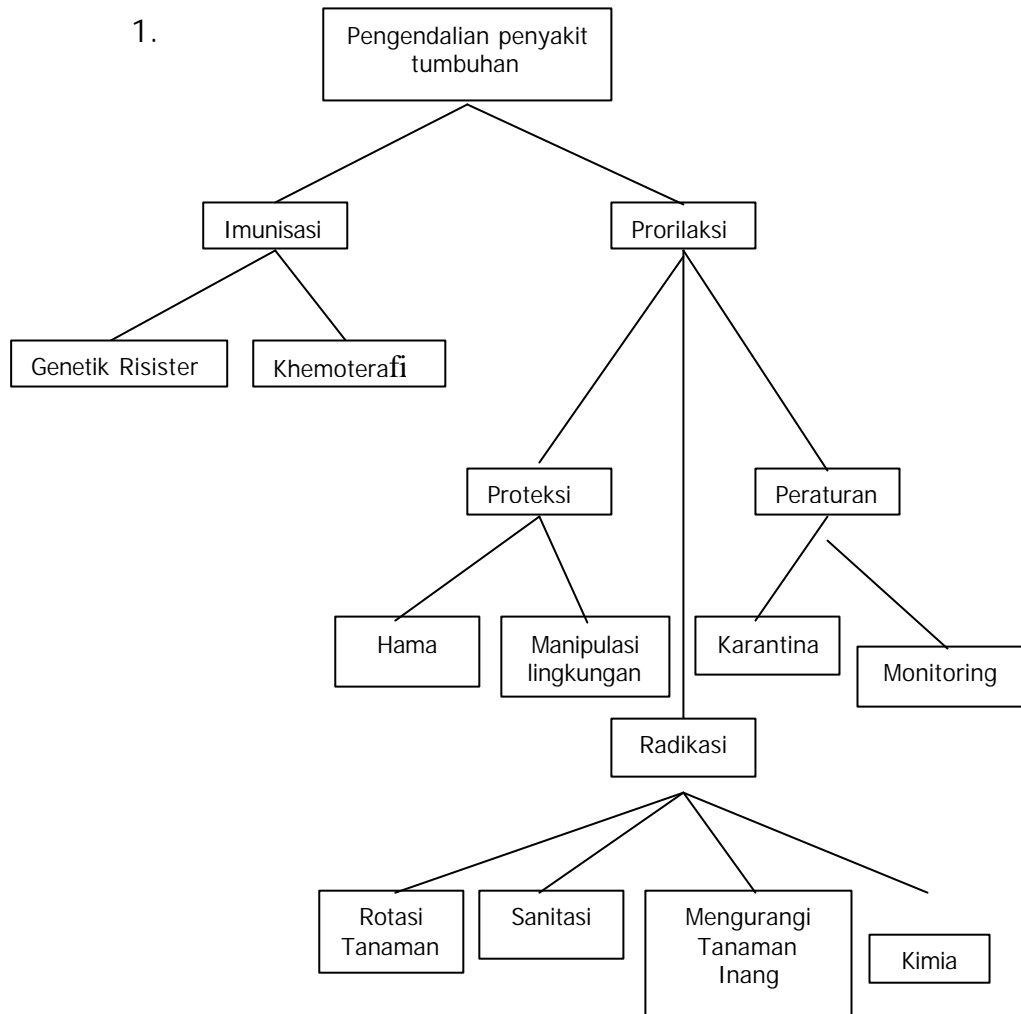 1.
Pengendalian penyakit
tumbuhan
Imunisasi
Prorilaksi
Genetik Risister
Khemoterafi
Proteksi
Peraturan
Hama
Manipulasi
lingkungan
Karantina
Monitoring
Radikasi
Rotasi
Tanaman
Sanitasi
Mengurangi
Tanaman
Inang
Kimia